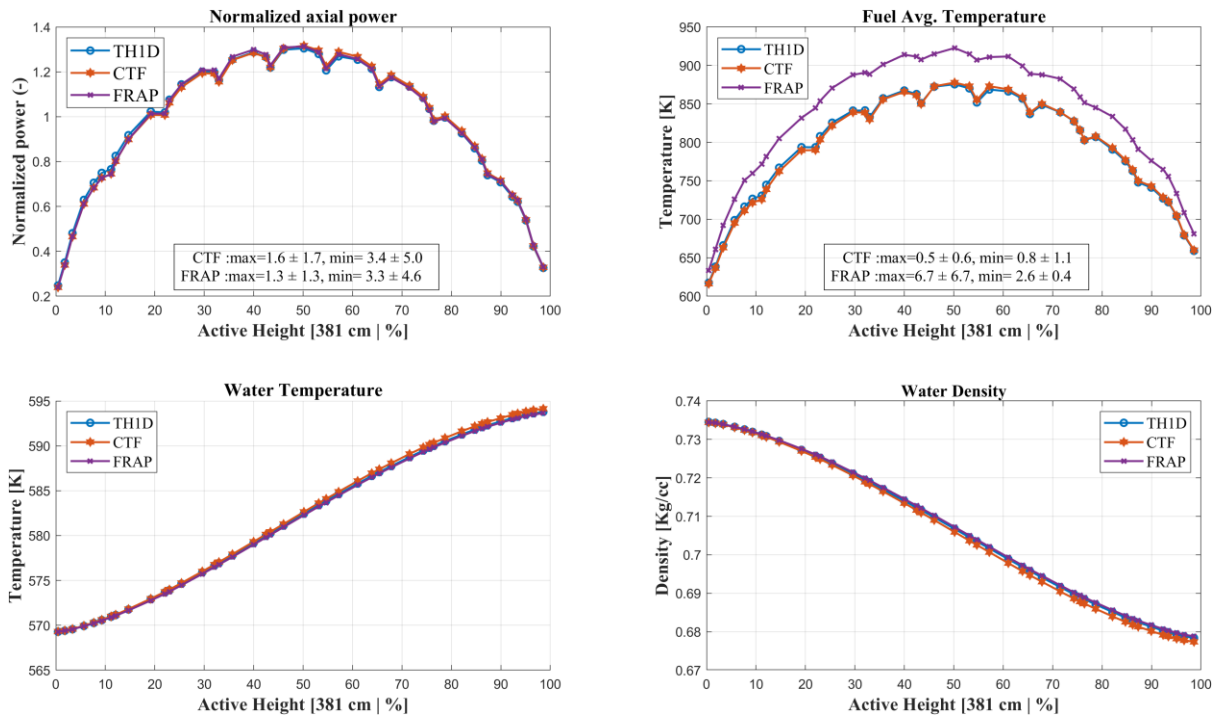 Normalized axial power
Normalized power (-)
1.4
1.2
1
0.8
0.6
0.4
0.2
TH1D
CTF
FRAP
CTF :max=1.6 ± 1.7, min= 3.4 ± 5.0
FRAP :max=1.3 ± 1.3, min= 3.3 ± 4.6
0 10 20 30 40 50 60 70 80 90 100
Active Height [381 cm | %]
Fuel Avg. Temperature
Temperature [K]
950
900
850
800
750
700
650
600
TH1D
CTF
FRAP
CTF :max=0.5 ± 0.6, min= 0.8 ± 1.1
FRAP :max=6.7 ± 6.7, min= 2.6 ± 0.4
0 10 20 30 40 50 60 70 80 90 100
Active Height [381 cm | %]
Water Temperature
Temperature [K]
595
590
585
580
575
570
565
TH1D
CTF
FRAP
0 10 20 30 40 50 60 70 80 90 100
Active Height [381 cm | %]
Water Density
Density [Kg/cc]
0.74
0.73
0.72
0.71
0.7
0.69
0.68
0.67
TH1D
CTF
FRAP
0 10 20 30 40 50 60 70 80 90 100
Active Height [381 cm | %]